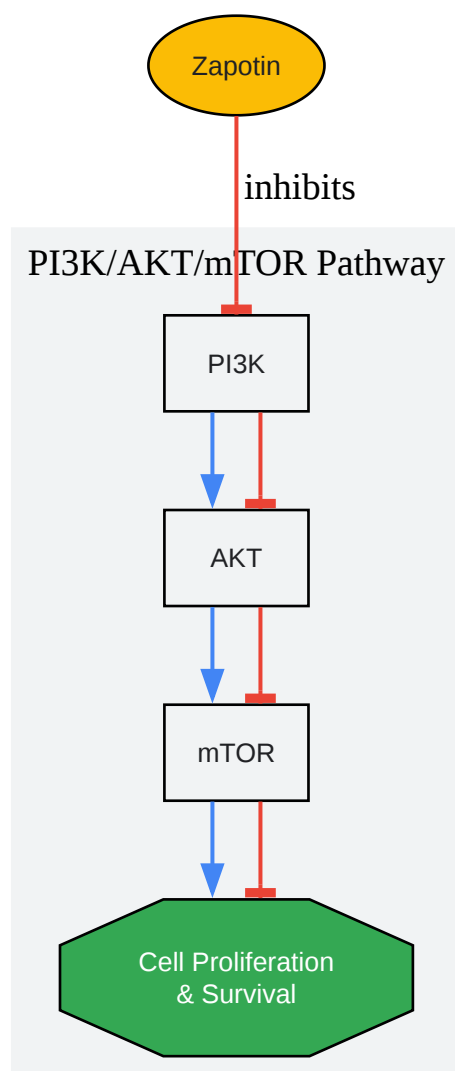 Zapotin
inhibits
PI3K/AKT/mTOR Pathway
PI3K
AKT
mTOR
Cell Proliferation
& Survival